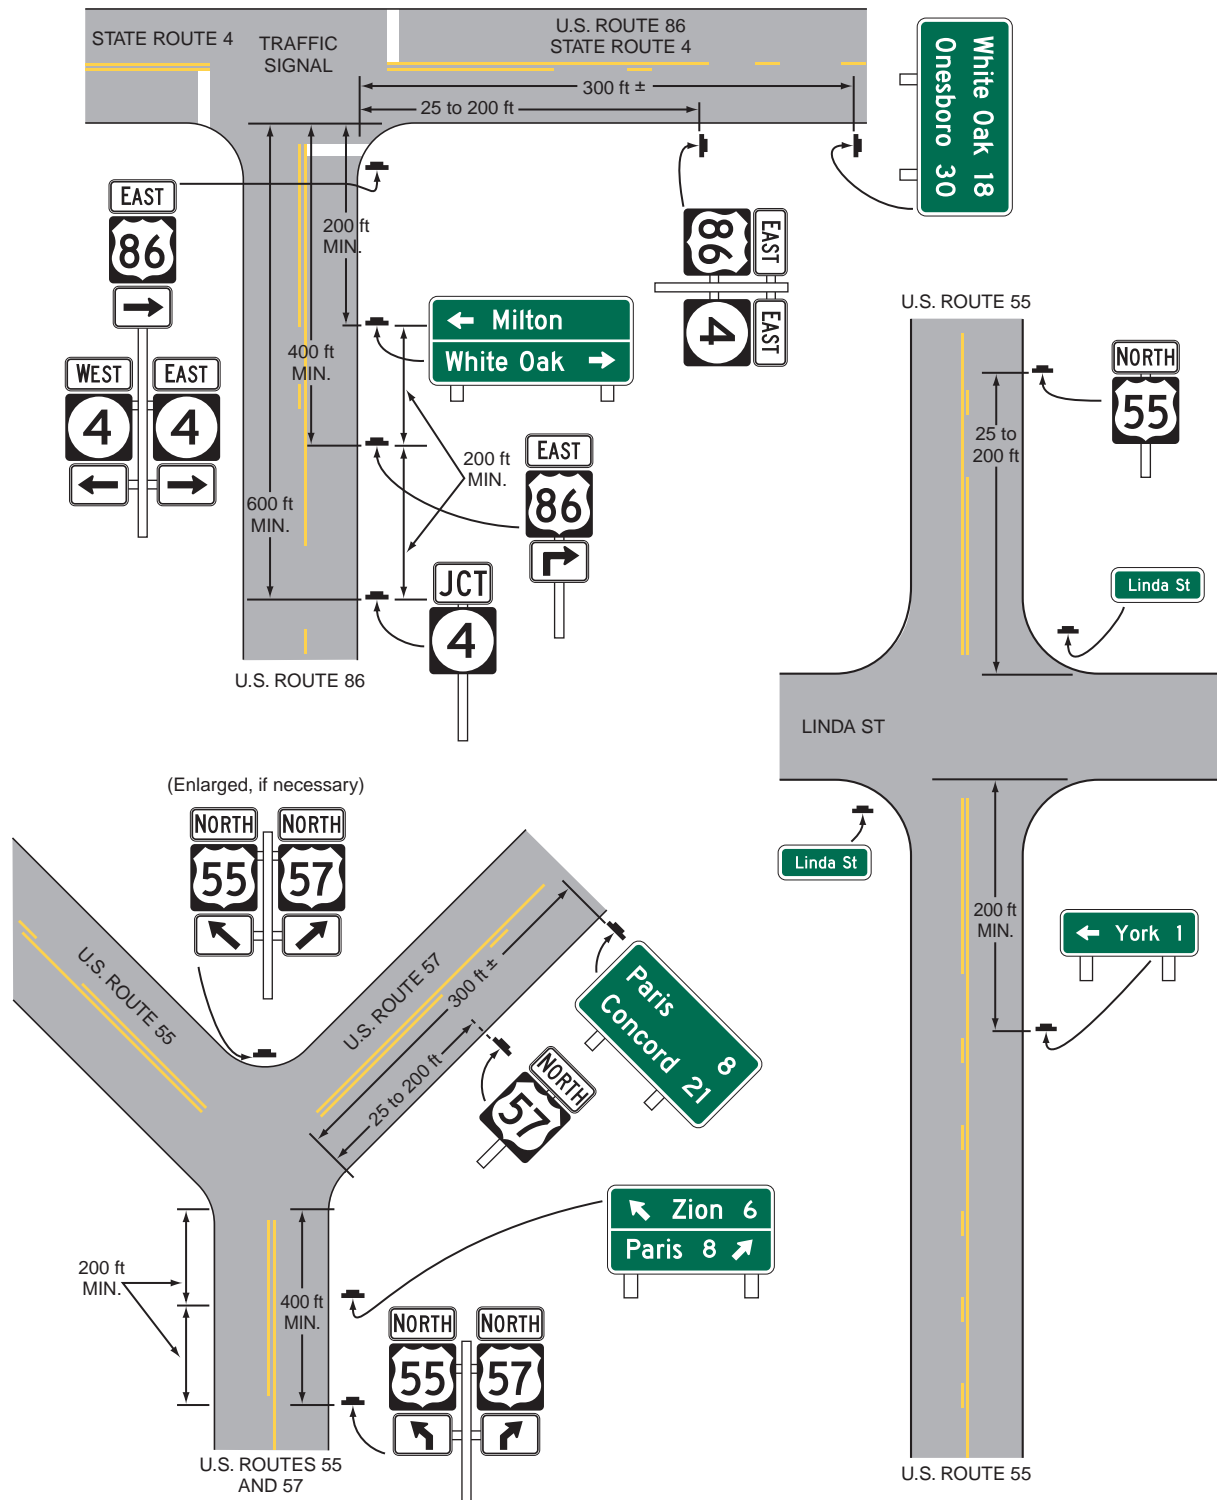 STATE ROUTE 4
TRAFFIC
SIGNAL
U.S. ROUTE 86
STATE ROUTE 4
300 ft ±
25 to 200 ft
White Oak 18
Onesboro 30
EAST
86
WEST
EAST
4
4
200 ft
MIN.
400 ft
MIN.
600 ft
MIN.
Milton
White Oak
200 ft
MIN.
EAST
86
JCT
4
U.S. ROUTE 86
EAST
86
EAST
4
U.S. ROUTE 55
NORTH
55
25 to
200 ft
Linda St
LINDA ST
Linda St
200 ft
MIN.
York 1
U.S. ROUTE 55
(Enlarged, if necessary)
NORTH
NORTH
55
57
U.S. ROUTE 55
U.S. ROUTE 57
300 ft ±
25 to 200 ft
Paris 8
Concord 21
NORTH
57
Zion 6
Paris 8
200 ft
MIN.
400 ft
MIN.
NORTH
NORTH
55
57
U.S. ROUTES 55
AND 57